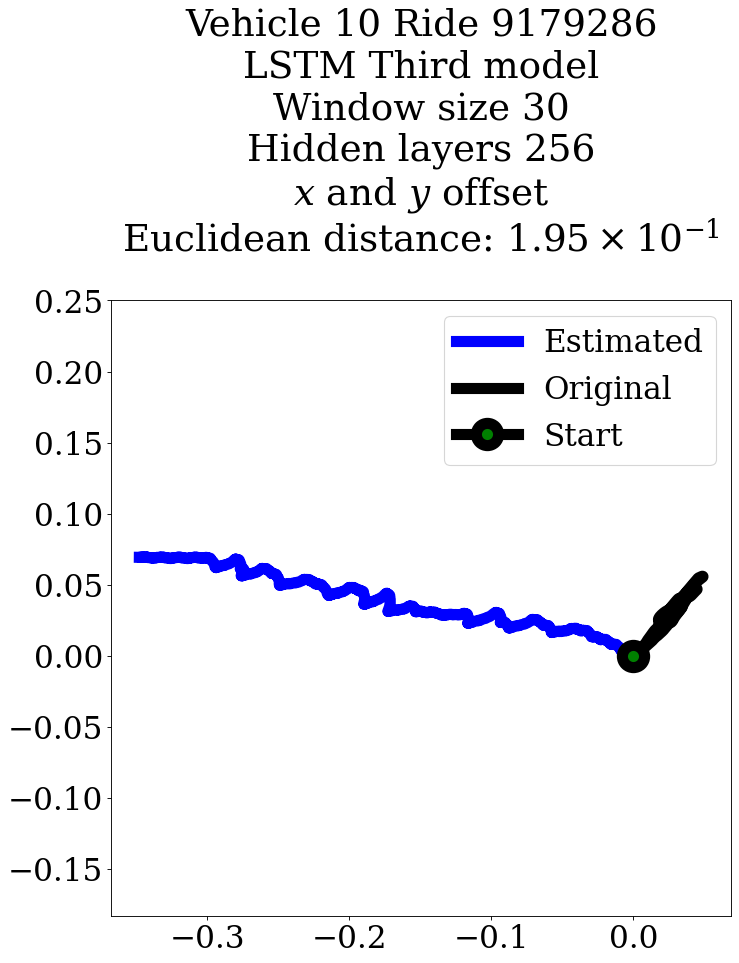 Vehicle 10 Ride 9179286
LSTM Third model
Window size 30
Hidden layers 256
x and y offset
Euclidean distance: 1.95 × 10⁻¹
Estimated
Original
Start
0.25
0.20
0.15
0.10
0.05
0.00
−0.05
−0.10
−0.15
−0.3 −0.2 −0.1 0.0